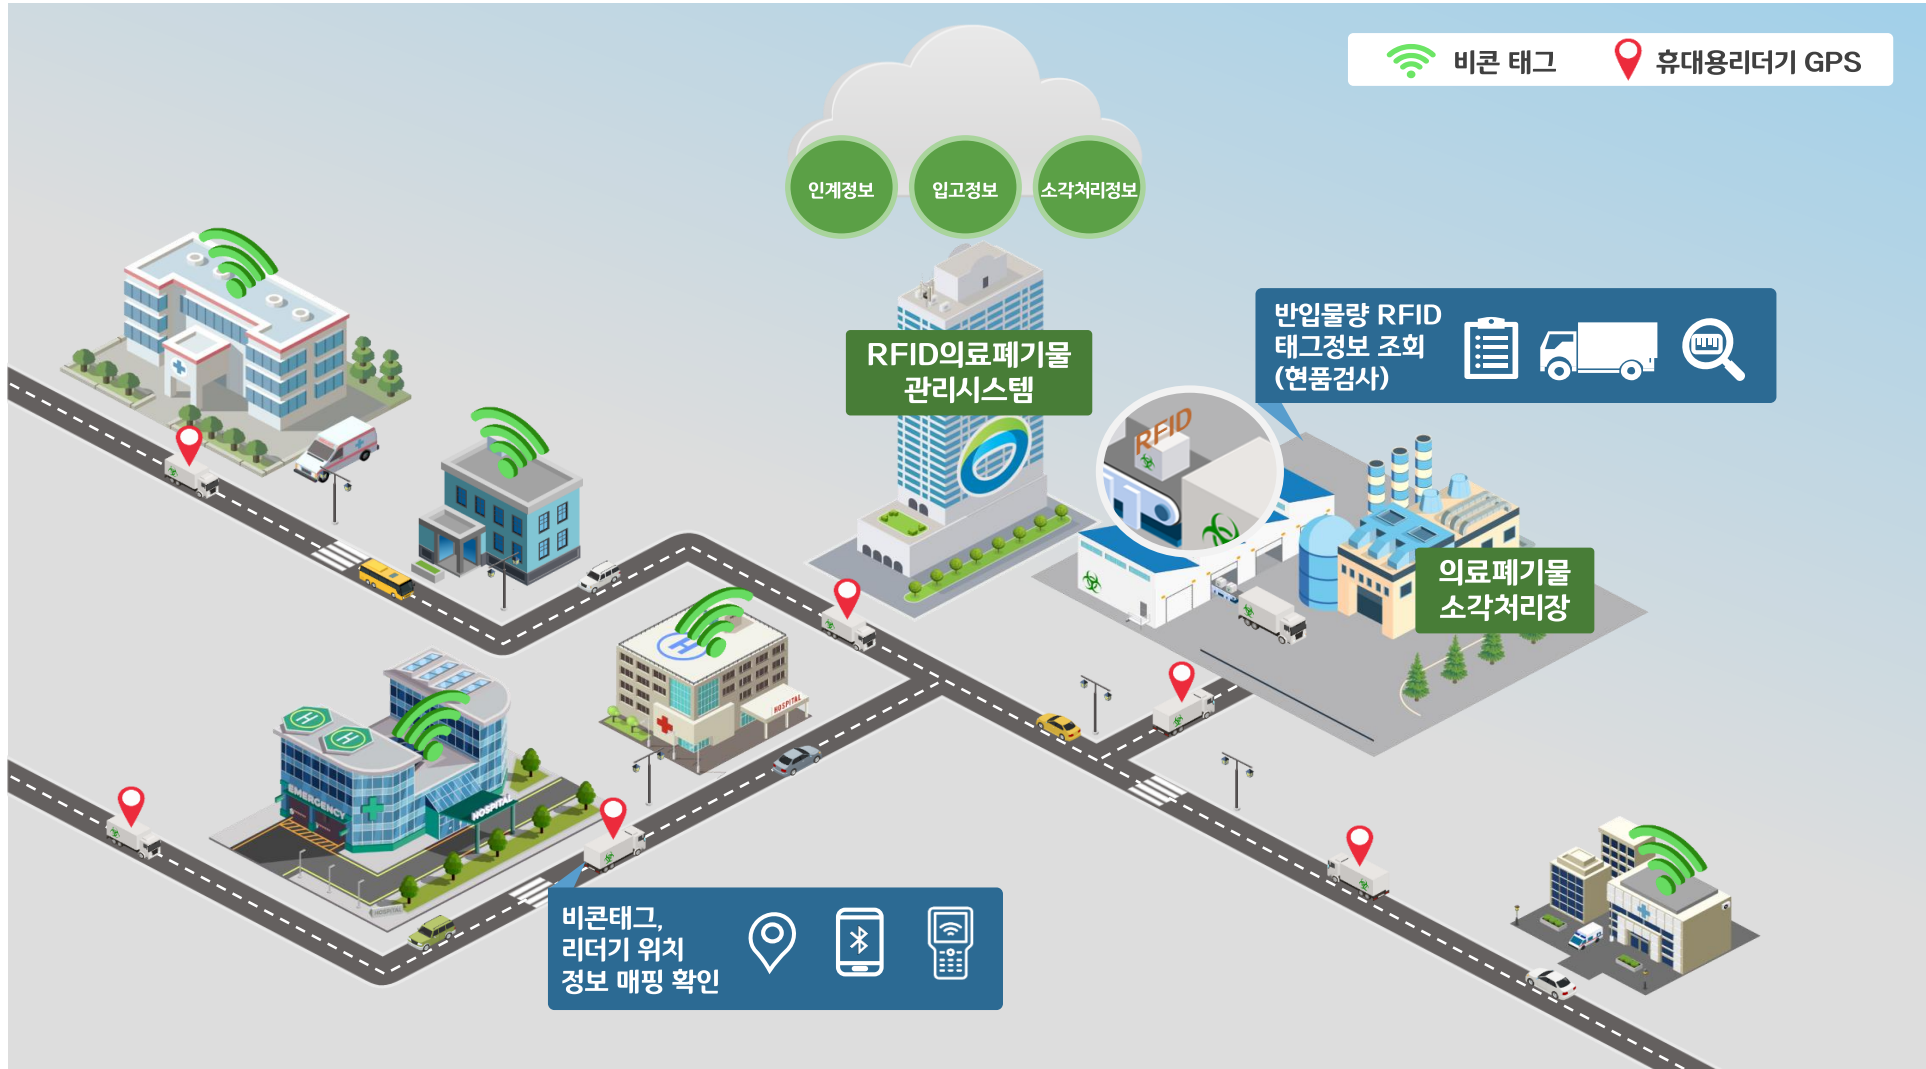 비콘 태그
휴대용리더기 GPS
인계정보
입고정보
소각처리정보
RFID의료폐기물
관리시스템
반입물량 RFID
태그정보 조회
(현품검사)
RFID
의료폐기물
소각처리장
H
HOSPITAL
H
H
EMERGENCY
HOSPITAL
HOSPITAL
비콘태그,
리더기 위치
정보 매핑 확인